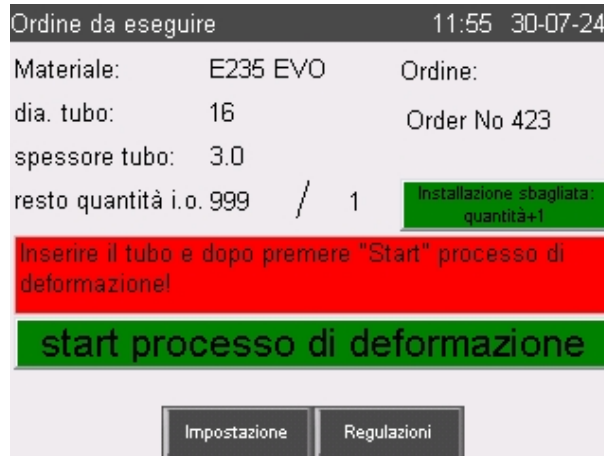 Ordine da eseguire 11:55 30-07-24
Materiale: E235 EVO Ordine:
dia. tubo: 16 Order No 423
spessore tubo: 3.0
resto quantità i.o. 999 / 1
Installazione sbagliata:
quantità+1
Inserire il tubo e dopo premere "Start" processo di
deformazione!
start processo di deformazione
Impostazione Regulazioni